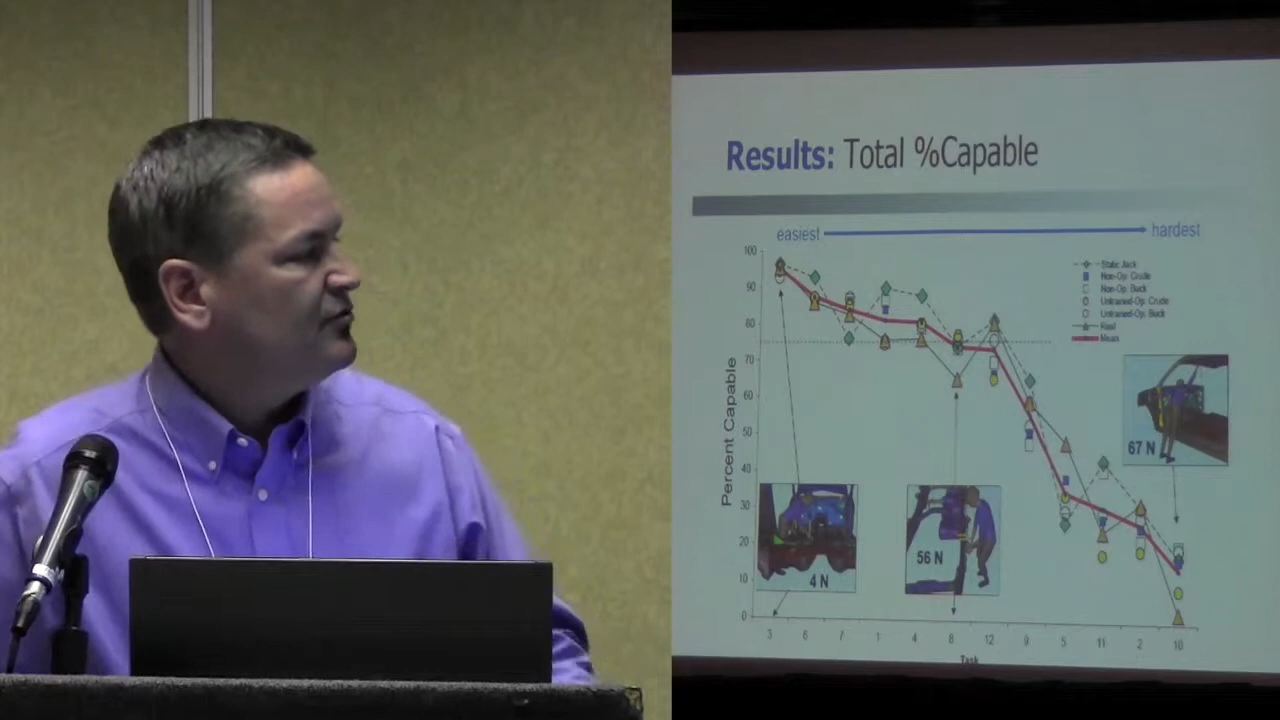 Results: Total %Capable
easiest
hardest
100
90
80
70
60
50
40
30
20
10
0
Percent Capable
Static Jack
Non-Op. Crude
Non-Op. Buck
Untrained-Op. Crude
Untrained-Op. Buck
Real
Mean
67 N
56 N
4 N
3 6 7 1 4 8 12 9 5 11 2 10
Task